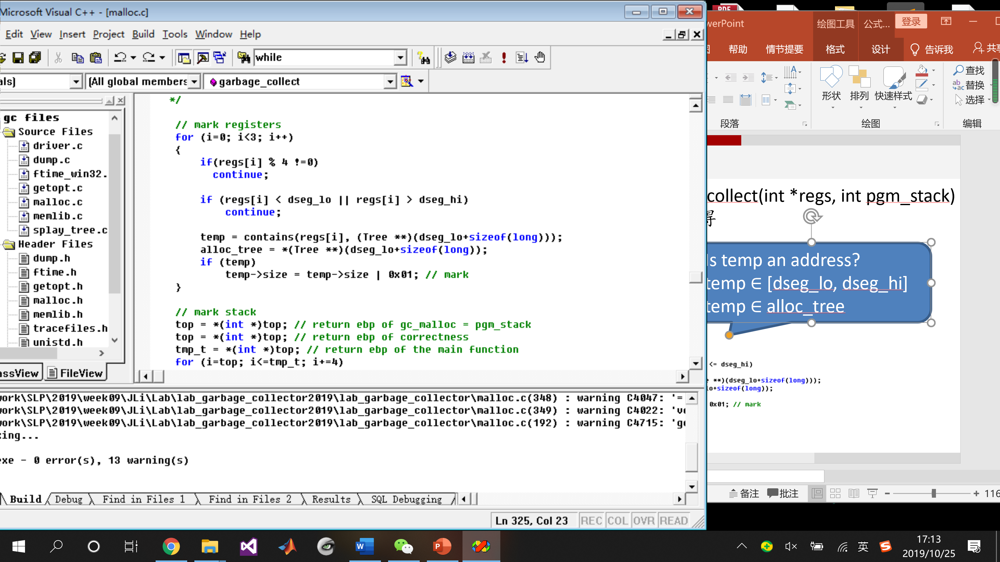 Microsoft Visual C++ - [malloc.c]
Edit View Insert Project Build Tools Window Help
while
(All global members
garbage_collect
gc files
Source Files
driver.c
dump.c
ftime_win32.
getopt.c
malloc.c
memlib.c
splay_tree.c
Header Files
dump.h
ftime.h
getopt.h
malloc.h
memlib.h
tracefiles.h
unistd.h
FileView
*/
// mark registers
for (i=0; i<3; i++)
{
if(regs[i] % 4 !=0)
continue;
if (regs[i] < dseg_lo || regs[i] > dseg_hi)
continue;
temp = contains(regs[i], (Tree **)(dseg_lo+sizeof(long)));
alloc_tree = *(Tree **)(dseg_lo+sizeof(long));
if (temp)
temp->size = temp->size | 0x01; // mark
}
// mark stack
top = *(int *)top; // return ebp of gc_malloc = pgm_stack
top = *(int *)top; // return ebp of correctness
tmp_t = *(int *)top; // return ebp of the main function
for (i=top; i<=tmp_t; i+=4)
work\SLP\2019\week09\JLi\Lab\lab_garbage_collector2019\lab_garbage_collector\malloc.c(348) : warning C4047: '=
work\SLP\2019\week09\JLi\Lab\lab_garbage_collector2019\lab_garbage_collector\malloc.c(349) : warning C4022:
work\SLP\2019\week09\JLi\Lab\lab_garbage_collector2019\lab_garbage_collector\malloc.c(192) : warning C4715:
king...
exe - 0 error(s), 13 warning(s)
Build Debug Find in Files 1 Find in Files 2 Results SQL Debugging
Ln 325, Col 23 REC COL OVR READ
PDF
werPoint 绘图工具 公式... 登录
帮助 情节提要 格式 设计 告诉我 共享
形状 排列 快速样式
查找
替换
选择
段落 绘图 编辑
collect(int *regs, int pgm_stack)
得
Is temp an address?
temp ∈ [dseg_lo, dseg_hi]
temp ∈ alloc_tree
<= dseg_hi)
**)(dseg_lo+sizeof(long)));
lo+sizeof(long));
0x01; // mark
备注 批注 116
英
17:13
2019/10/25